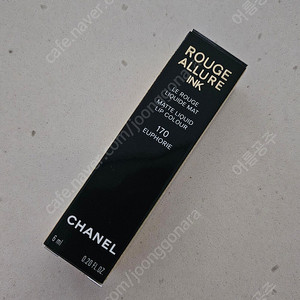 ROUGE
ALLURE
INK
LE ROUGE
LIQUIDE MAT
MATTE LIQUID
LIP COLOUR
170
EUPHORIE
CHANEL
6 ml
0.20 FL.OZ
cafe.naver.com/joonggonara